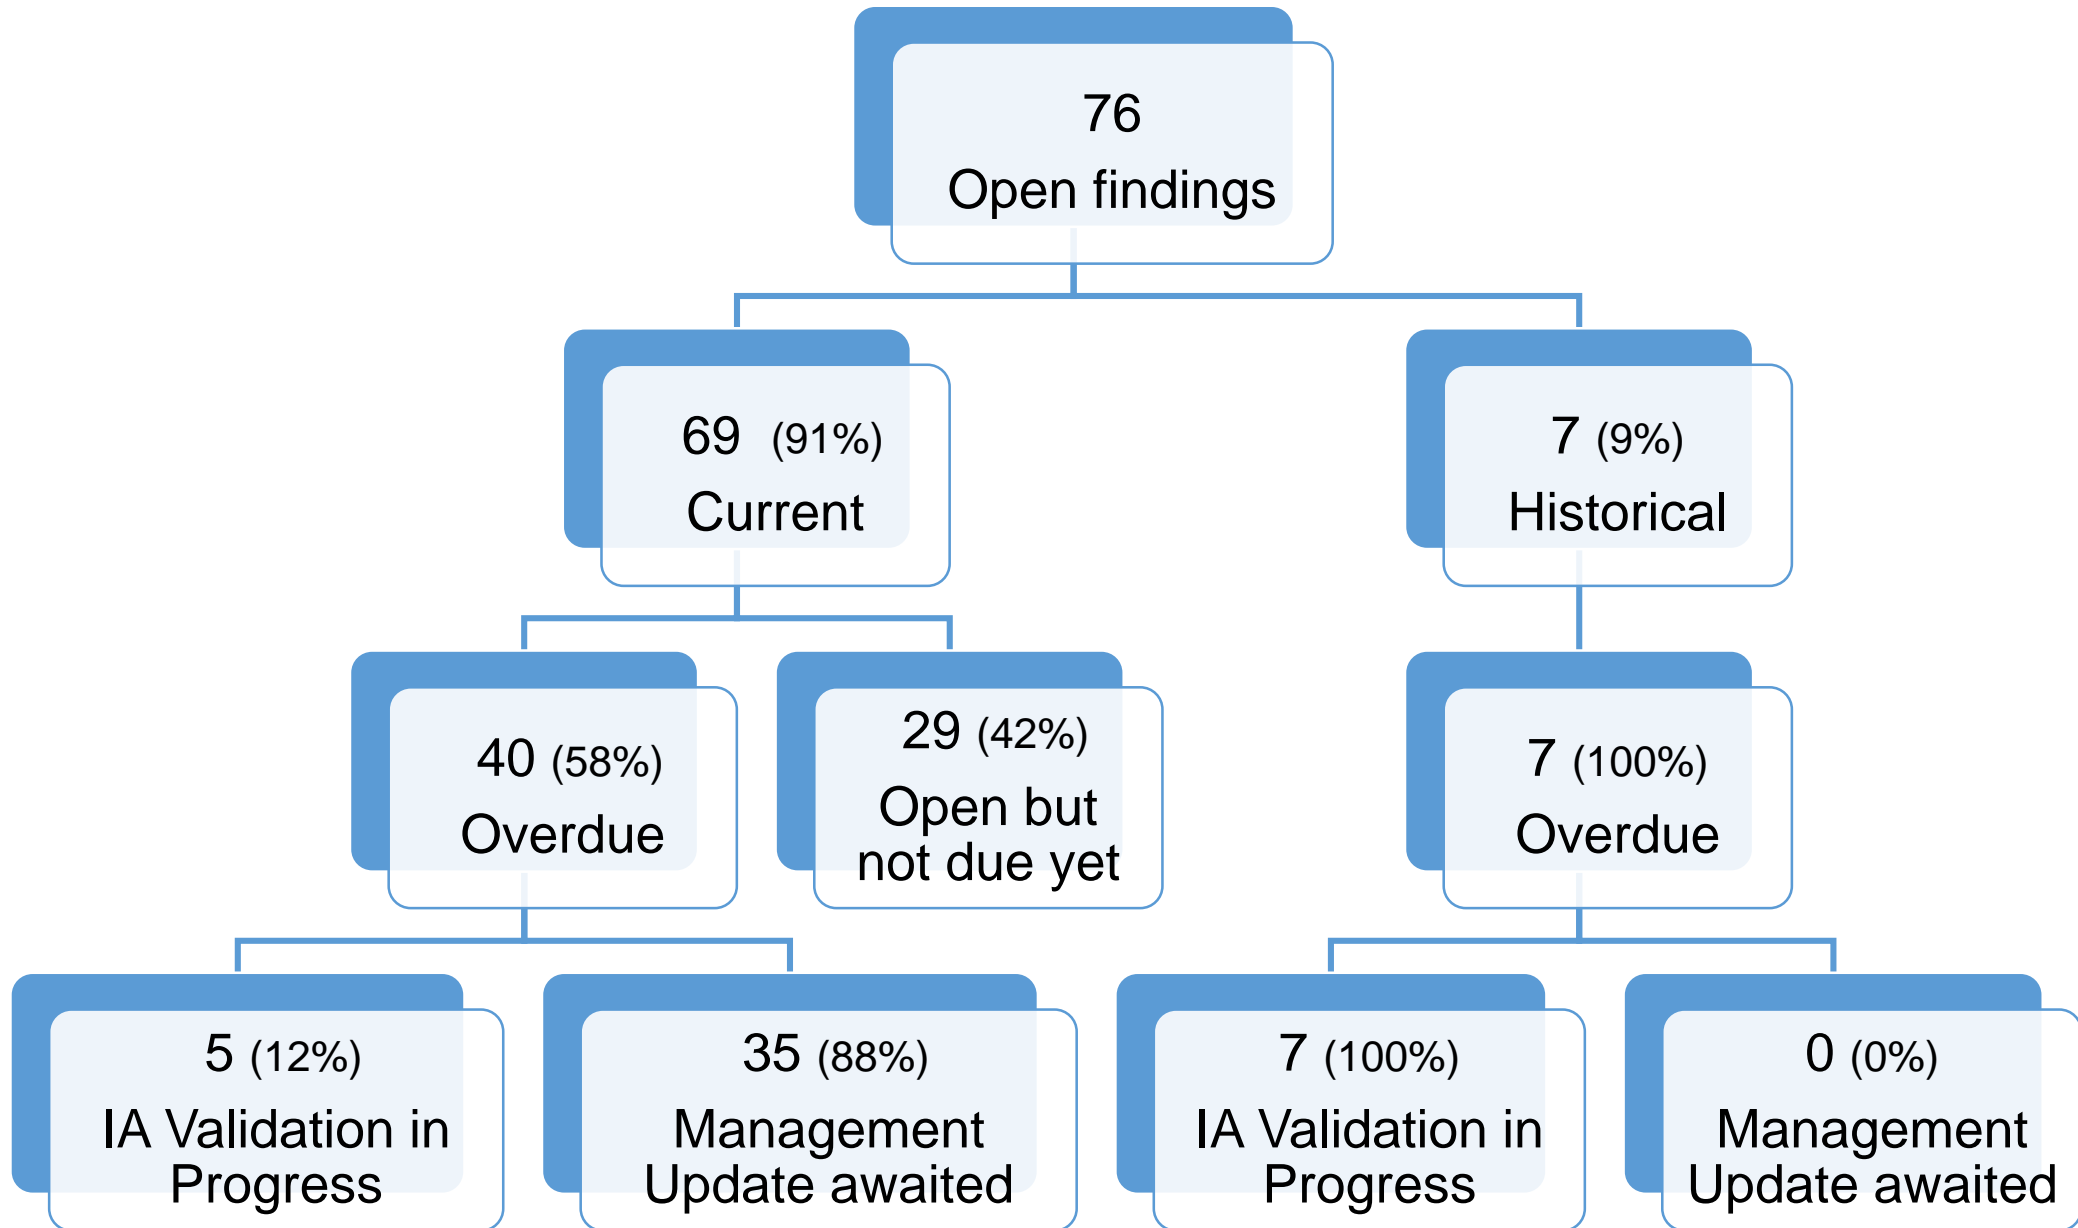 76
Open findings
69 (91%)
Current
7 (9%)
Historical
40 (58%)
Overdue
29 (42%)
Open but
not due yet
7 (100%)
Overdue
5 (12%)
IA Validation in
Progress
35 (88%)
Management
Update awaited
7 (100%)
IA Validation in
Progress
0 (0%)
Management
Update awaited